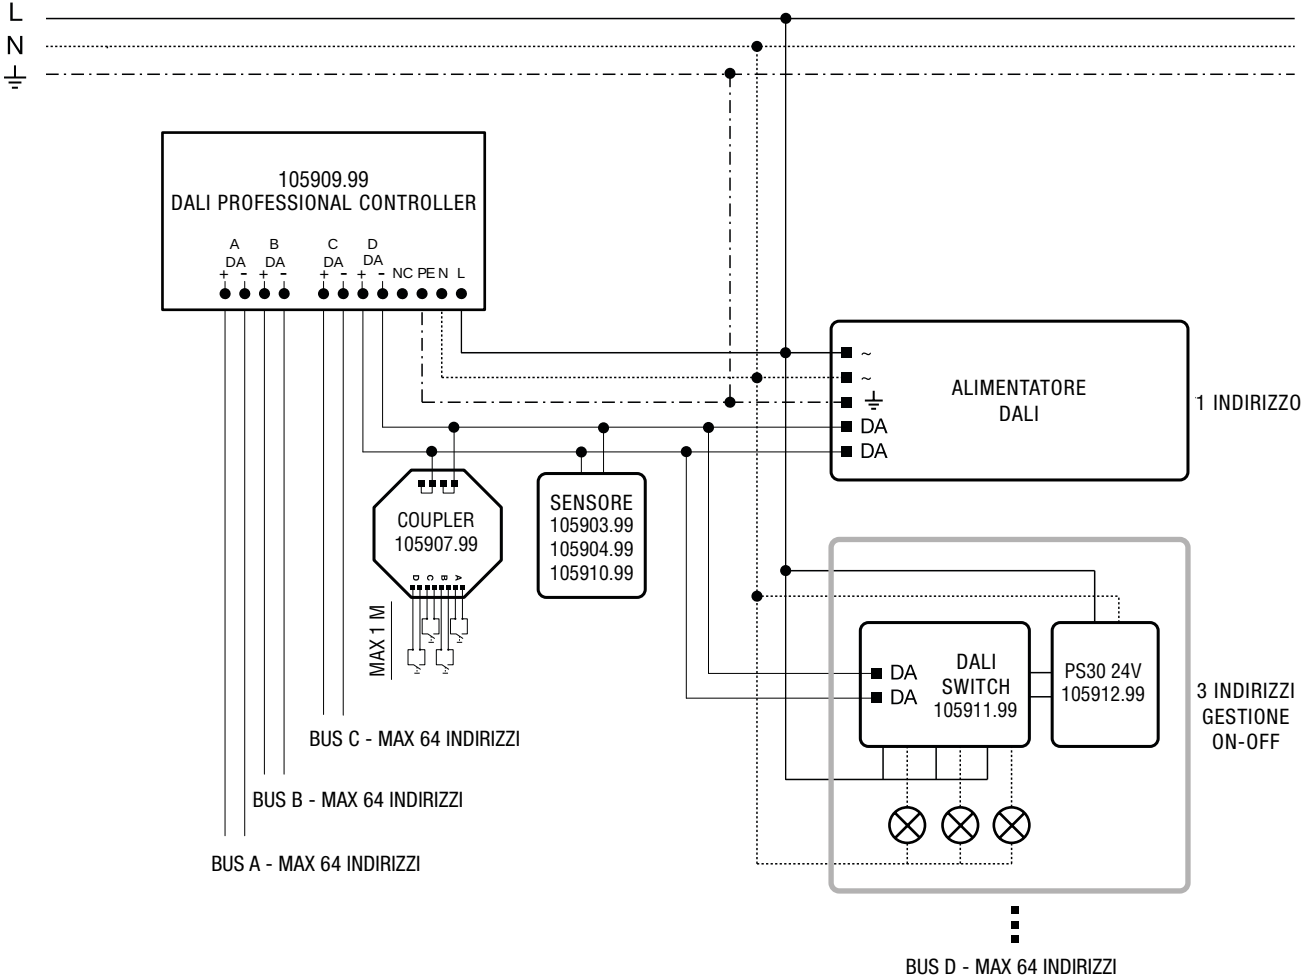 L
N
105909.99
DALI PROFESSIONAL CONTROLLER
A B C D
DA DA DA DA
+ - + - + - + - NC PE N L
~
~
ALIMENTATORE
DALI
DA
DA
1 INDIRIZZO
COUPLER
105907.99
D C B A
MAX 1 M
SENSORE
105903.99
105904.99
105910.99
DA
DA
DALI
SWITCH
105911.99
PS30 24V
105912.99
3 INDIRIZZI
GESTIONE
ON-OFF
BUS C - MAX 64 INDIRIZZI
BUS B - MAX 64 INDIRIZZI
BUS A - MAX 64 INDIRIZZI
BUS D - MAX 64 INDIRIZZI